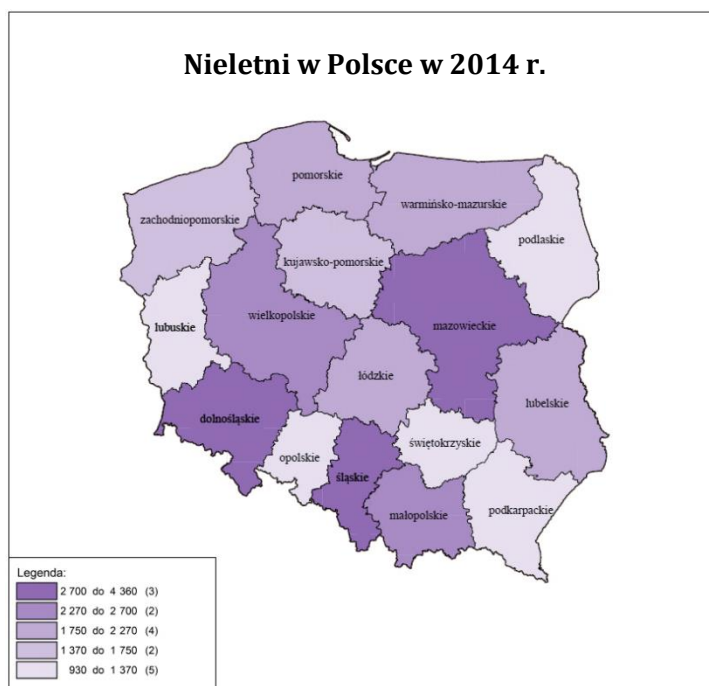 Nieletni w Polsce w 2014 r.
pomorskie
warmińsko-mazurskie
zachodniopomorskie
podlaskie
kujawsko-pomorskie
wielkopolskie
mazowieckie
lubuskie
łódzkie
lubelskie
dolnośląskie
świętokrzyskie
opolskie
śląskie
podkarpackie
małopolskie
Legenda:
2 700 do 4 360 (3)
2 270 do 2 700 (2)
1 750 do 2 270 (4)
1 370 do 1 750 (2)
930 do 1 370 (5)